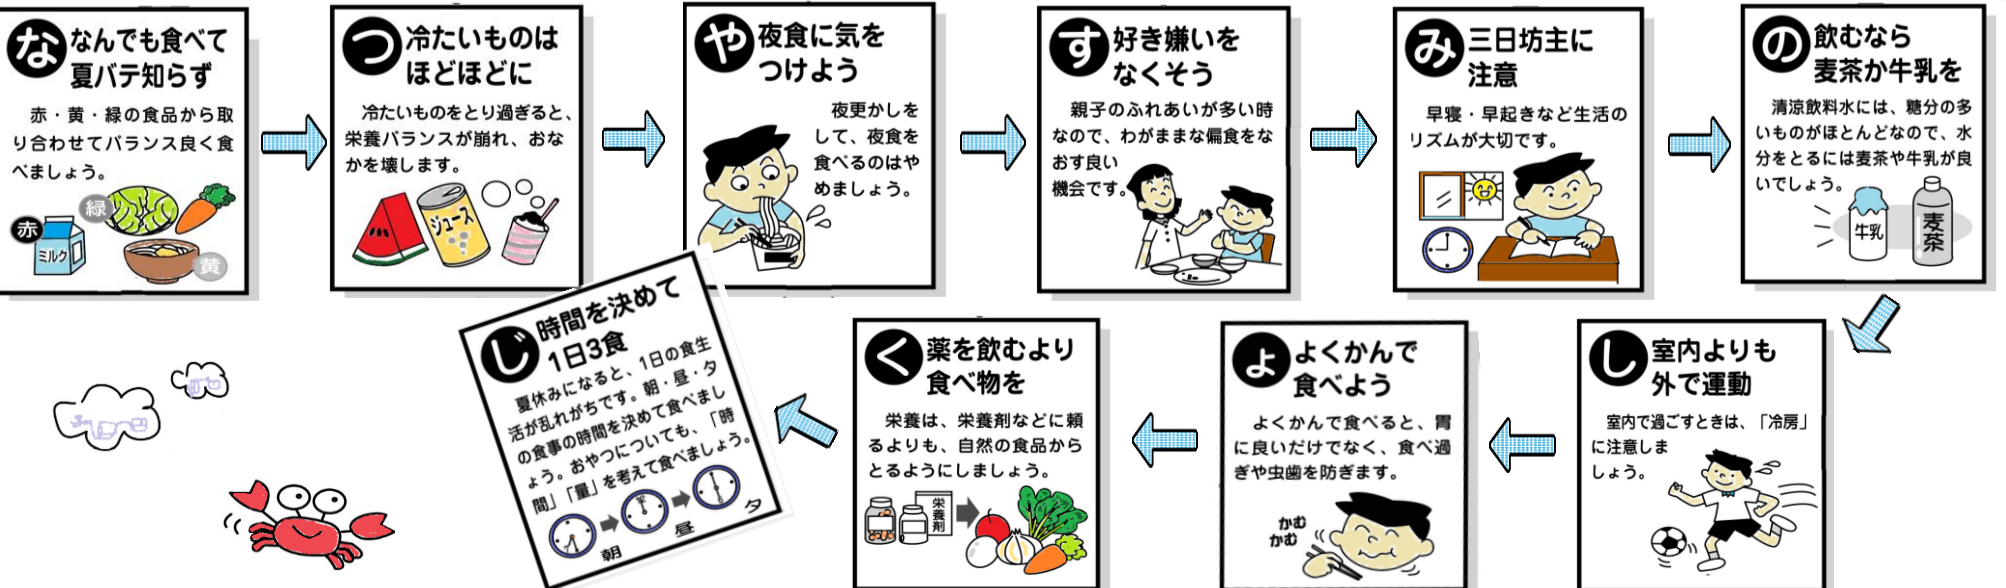 な
なんでも食べて
夏バテ知らず
赤・黄・緑の食品から取
り合わせてバランス良く食
べましょう。
緑
赤
ミルク
黄
つ
冷たいものは
ほどほどに
冷たいものをとり過ぎると、
栄養バランスが崩れ、おな
かを壊します。
ジュース
や
夜食に気を
つけよう
夜更かしを
して、夜食を
食べるのはや
めましょう。
す
好き嫌いを
なくそう
親子のふれあいが多い時
なので、わがままな偏食をな
おす良い
機会です。
み
三日坊主に
注意
早寝・早起きなど生活の
リズムが大切です。
の
飲むなら
麦茶か牛乳を
清涼飲料水には、糖分の多
いものがほとんどなので、水
分をとるには麦茶や牛乳が良
いでしょう。
牛乳
麦茶
し
室内よりも
外で運動
室内で過ごすときは、「冷房」
に注意しま
しょう。
ょ
よくかんで
食べよう
よくかんで食べると、胃
に良いだけでなく、食べ過
ぎや虫歯を防ぎます。
かむ
かむ
く
薬を飲むより
食べ物を
栄養は、栄養剤などに頼
るよりも、自然の食品から
とるようにしましょう。
栄養剤
じ
時間を決めて
1日3食
夏休みになると、1日の食生
活が乱れがちです。朝・昼・夕
の食事の時間を決めて食べまし
ょう。おやつについても、「時
間」「量」を考えて食べましょう。
朝
昼
夕